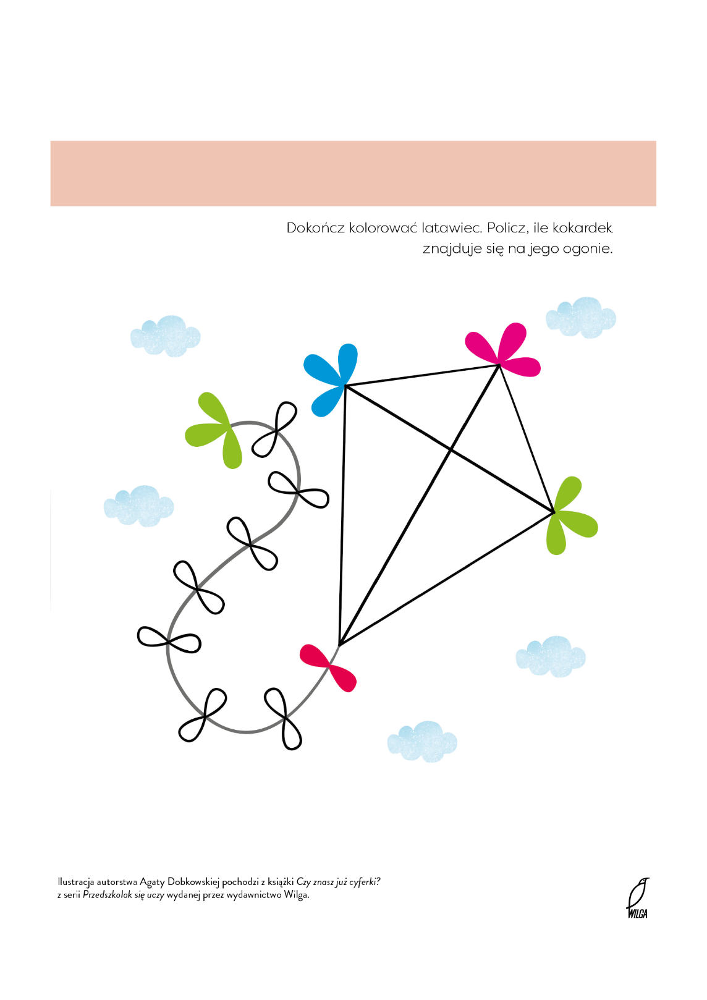 Dokończ kolorować latawiec. Policz, ile kokardek
znajduje się na jego ogonie.
Ilustracja autorstwa Agaty Dobkowskiej pochodzi z książki Czy znasz już cyferki?
z serii Przedszkolak się uczy wydanej przez wydawnictwo Wilga.
WILGA